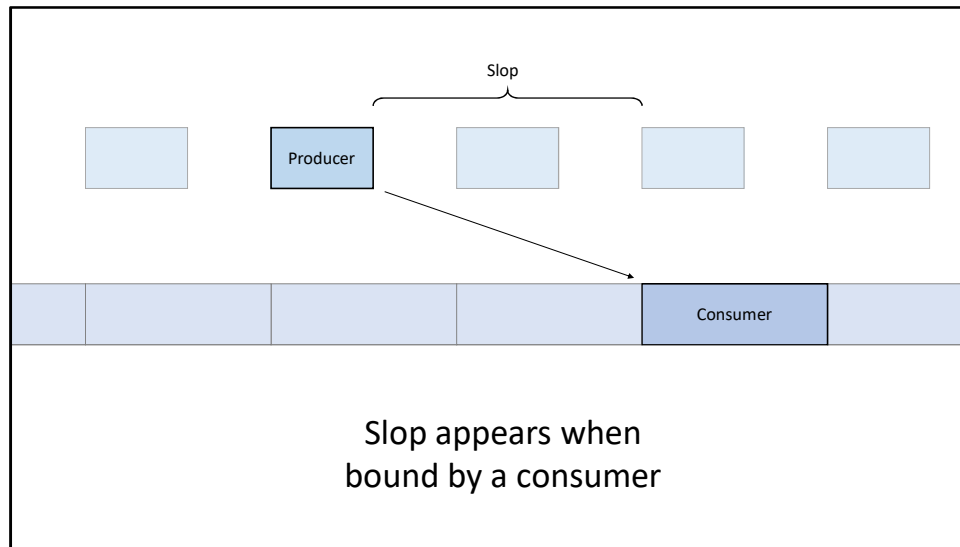 Slop
Producer
Consumer
Slop appears when
bound by a consumer